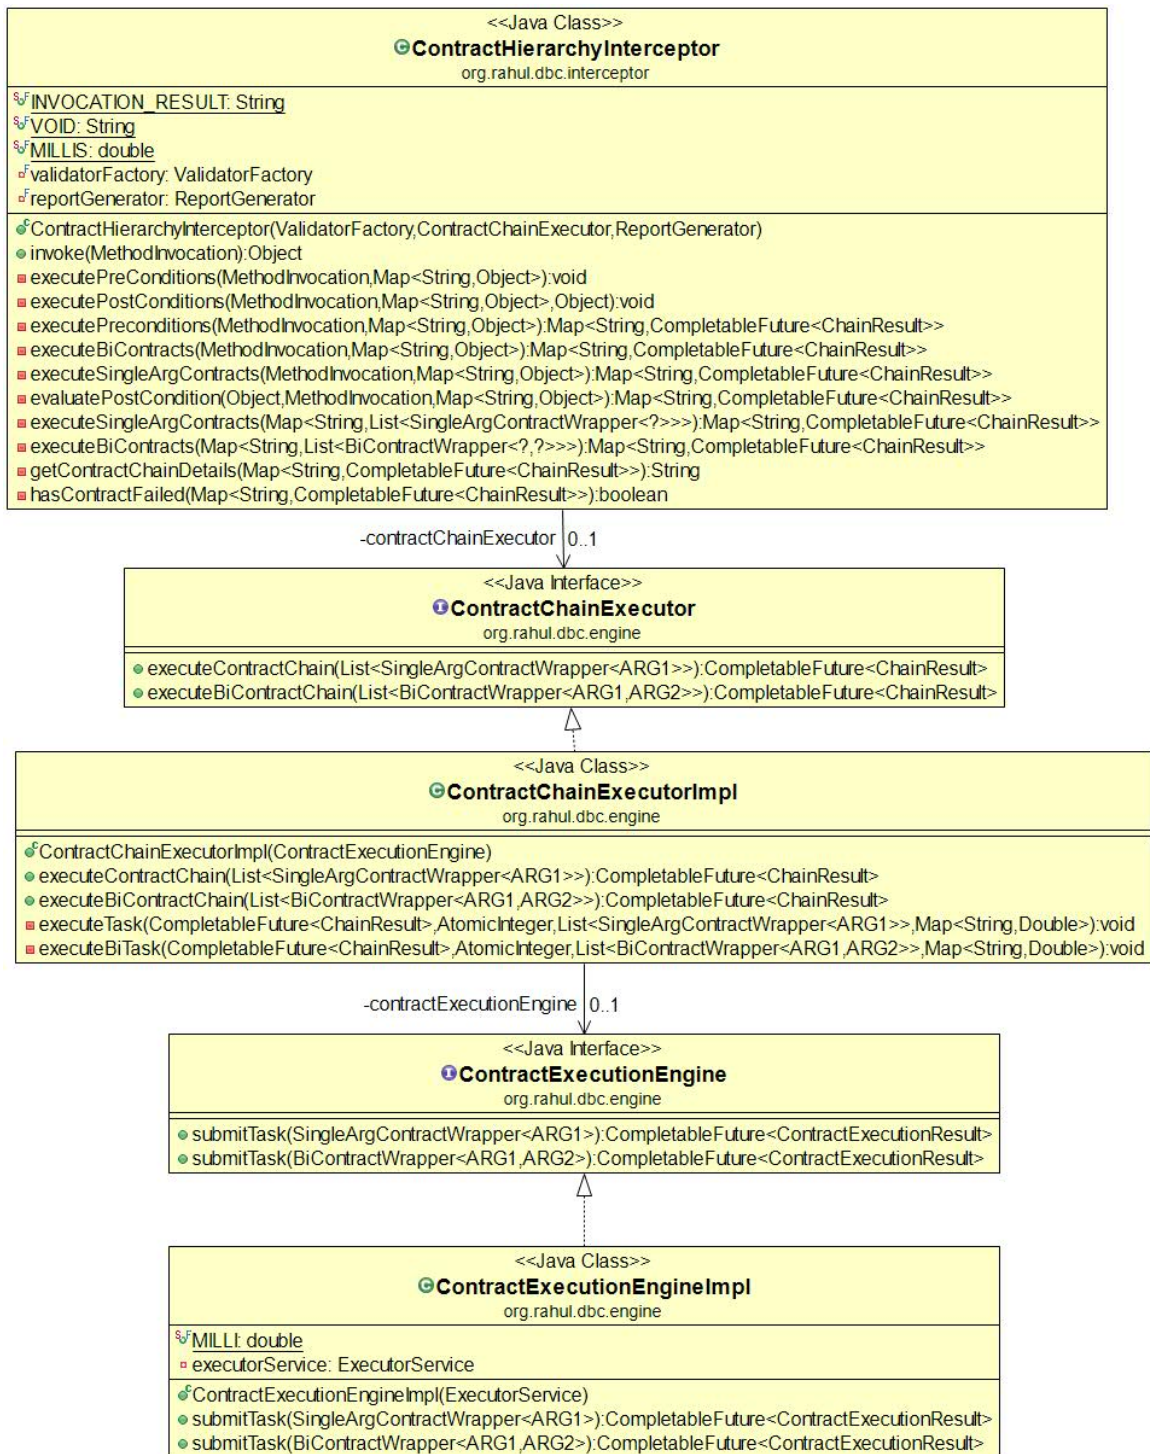 <<Java Class>>
ContractHierarchyInterceptor
org.rahul.dbc.interceptor
INVOCATION_RESULT: String
VOID: String
MILLIS: double
validatorFactory: ValidatorFactory
reportGenerator: ReportGenerator
ContractHierarchyInterceptor(ValidatorFactory,ContractChainExecutor,ReportGenerator)
invoke(MethodInvocation):Object
executePreConditions(MethodInvocation,Map<String,Object>):void
executePostConditions(MethodInvocation,Map<String,Object>,Object):void
executePreconditions(MethodInvocation,Map<String,Object>):Map<String,CompletableFuture<ChainResult>>
executeBiContracts(MethodInvocation,Map<String,Object>):Map<String,CompletableFuture<ChainResult>>
executeSingleArgContracts(MethodInvocation,Map<String,Object>):Map<String,CompletableFuture<ChainResult>>
evaluatePostCondition(Object,MethodInvocation,Map<String,Object>):Map<String,CompletableFuture<ChainResult>>
executeSingleArgContracts(Map<String,List<SingleArgContractWrapper<?>>>):Map<String,CompletableFuture<ChainResult>>
executeBiContracts(Map<String,List<BiContractWrapper<?,?>>>):Map<String,CompletableFuture<ChainResult>>
getContractChainDetails(Map<String,CompletableFuture<ChainResult>>):String
hasContractFailed(Map<String,CompletableFuture<ChainResult>>):boolean
-contractChainExecutor 0..1
<<Java Interface>>
ContractChainExecutor
org.rahul.dbc.engine
executeContractChain(List<SingleArgContractWrapper<ARG1>>):CompletableFuture<ChainResult>
executeBiContractChain(List<BiContractWrapper<ARG1,ARG2>>):CompletableFuture<ChainResult>
<<Java Class>>
ContractChainExecutorImpl
org.rahul.dbc.engine
ContractChainExecutorImpl(ContractExecutionEngine)
executeContractChain(List<SingleArgContractWrapper<ARG1>>):CompletableFuture<ChainResult>
executeBiContractChain(List<BiContractWrapper<ARG1,ARG2>>):CompletableFuture<ChainResult>
executeTask(CompletableFuture<ChainResult>,AtomicInteger,List<SingleArgContractWrapper<ARG1>>,Map<String,Double>):void
executeBiTask(CompletableFuture<ChainResult>,AtomicInteger,List<BiContractWrapper<ARG1,ARG2>>,Map<String,Double>):void
-contractExecutionEngine 0..1
<<Java Interface>>
ContractExecutionEngine
org.rahul.dbc.engine
submitTask(SingleArgContractWrapper<ARG1>):CompletableFuture<ContractExecutionResult>
submitTask(BiContractWrapper<ARG1,ARG2>):CompletableFuture<ContractExecutionResult>
<<Java Class>>
ContractExecutionEngineImpl
org.rahul.dbc.engine
MILLI: double
executorService: ExecutorService
ContractExecutionEngineImpl(ExecutorService)
submitTask(SingleArgContractWrapper<ARG1>):CompletableFuture<ContractExecutionResult>
submitTask(BiContractWrapper<ARG1,ARG2>):CompletableFuture<ContractExecutionResult>